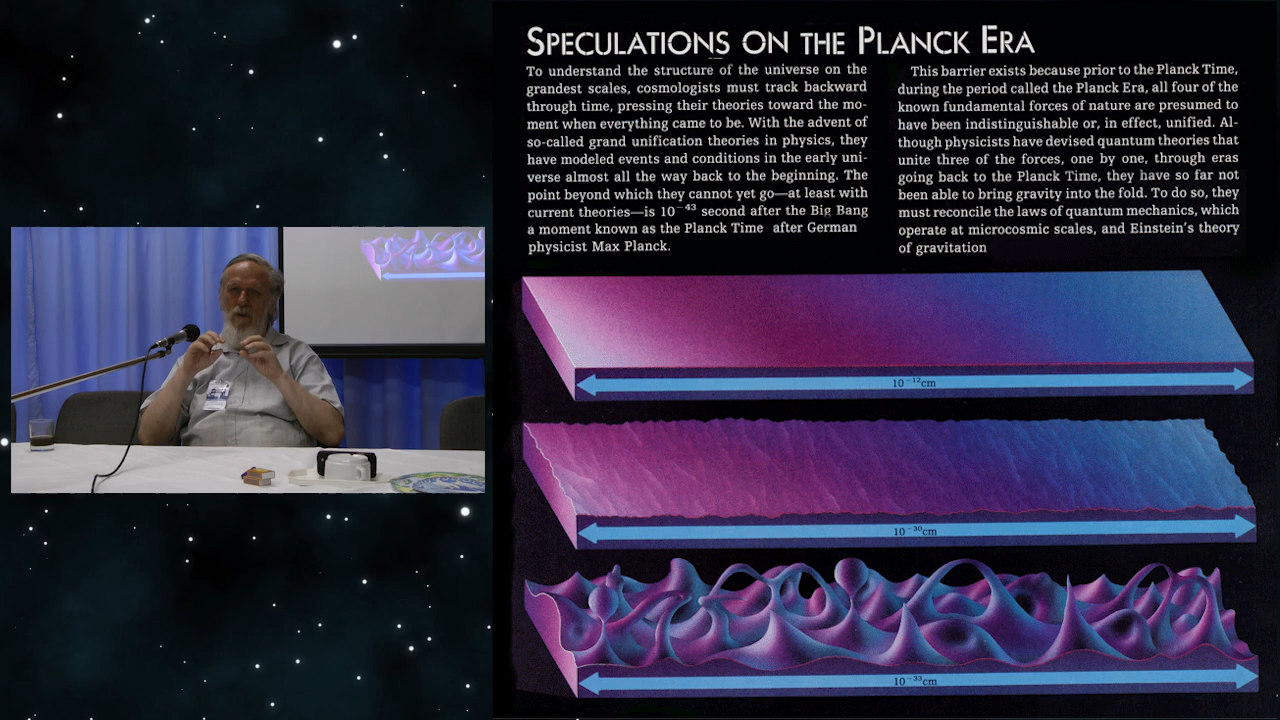 SPECULATIONS ON THE PLANCK ERA
To understand the structure of the universe on the
grandest scales, cosmologists must track backward
through time, pressing their theories toward the mo-
ment when everything came to be. With the advent of
so-called grand unification theories in physics, they
have modeled events and conditions in the early uni-
verse almost all the way back to the beginning. The
point beyond which they cannot yet go—at least with
current theories—is 10⁻⁴³ second after the Big Bang
a moment known as the Planck Time after German
physicist Max Planck.
This barrier exists because prior to the Planck Time,
during the period called the Planck Era, all four of the
known fundamental forces of nature are presumed to
have been indistinguishable or, in effect, unified. Al-
though physicists have devised quantum theories that
unite three of the forces, one by one, through eras
going back to the Planck Time, they have so far not
been able to bring gravity into the fold. To do so, they
must reconcile the laws of quantum mechanics, which
operate at microcosmic scales, and Einstein's theory
of gravitation
10⁻¹²cm
10⁻³⁰cm
10⁻³³cm